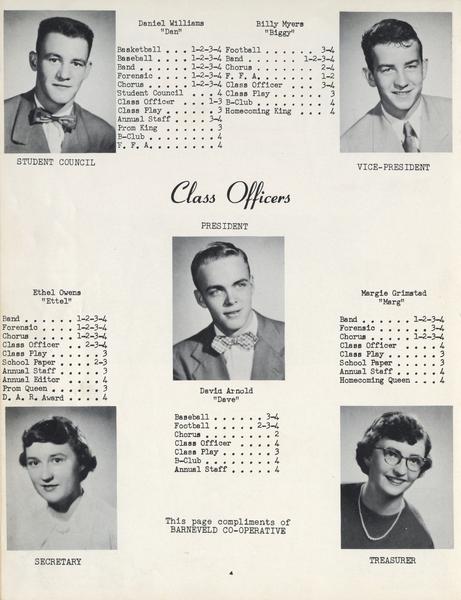 Daniel Williams
"Dan"
Basketball . . . 1-2-3-4
Baseball . . . . 1-2-3-4
Band . . . . . . 1-2-3-4
Forensic . . . . 1-2-3-4
Chorus . . . . . 1-2-3-4
Student Council . . . . 4
Class Officer . . . 1-3
Class Play . . . . . . 3
Annual Staff . . . . 3-4
Prom King . . . . . . 3
B-Club . . . . . . . . 4
F. F. A. . . . . . . . 4
Billy Myers
"Biggy"
Football . . . . . . 3-4
Band . . . . . . 1-2-3-4
Chorus . . . . . . . 2-4
F. F. A. . . . . . . 1-2
Class Officer . . . . 3-4
Class Play . . . . . . 3
B-Club . . . . . . . . 4
Homecoming King . . . . 4
STUDENT COUNCIL
VICE-PRESIDENT
Class Officers
PRESIDENT
Ethel Owens
"Ettel"
Band . . . . . . 1-2-3-4
Forensic . . . . 1-2-3-4
Chorus . . . . . 1-2-3-4
Class Officer . . . 2-3-4
Class Play . . . . . . 3
School Paper . . . . 2-3
Annual Staff . . . . . 3
Annual Editor . . . . . 4
Prom Queen . . . . . . 3
D. A. R. Award . . . . 4
Margie Grimstad
"Marg"
Band . . . . . . 1-2-3-4
Forensic . . . . . . 3-4
Chorus . . . . . 1-2-3-4
Class Officer . . . . . 4
Class Play . . . . . . 4
School Paper . . . . . 3
Annual Staff . . . . . 4
Homecoming Queen . . . 4
David Arnold
"Dave"
Baseball . . . . . . 3-4
Football . . . . . 2-3-4
Chorus . . . . . . . . 2
Class Officer . . . . . 4
Class Play . . . . . . 3
B-Club . . . . . . . . 4
Annual Staff . . . . . 4
This page compliments of
BARNEVELD CO-OPERATIVE
SECRETARY
TREASURER
4